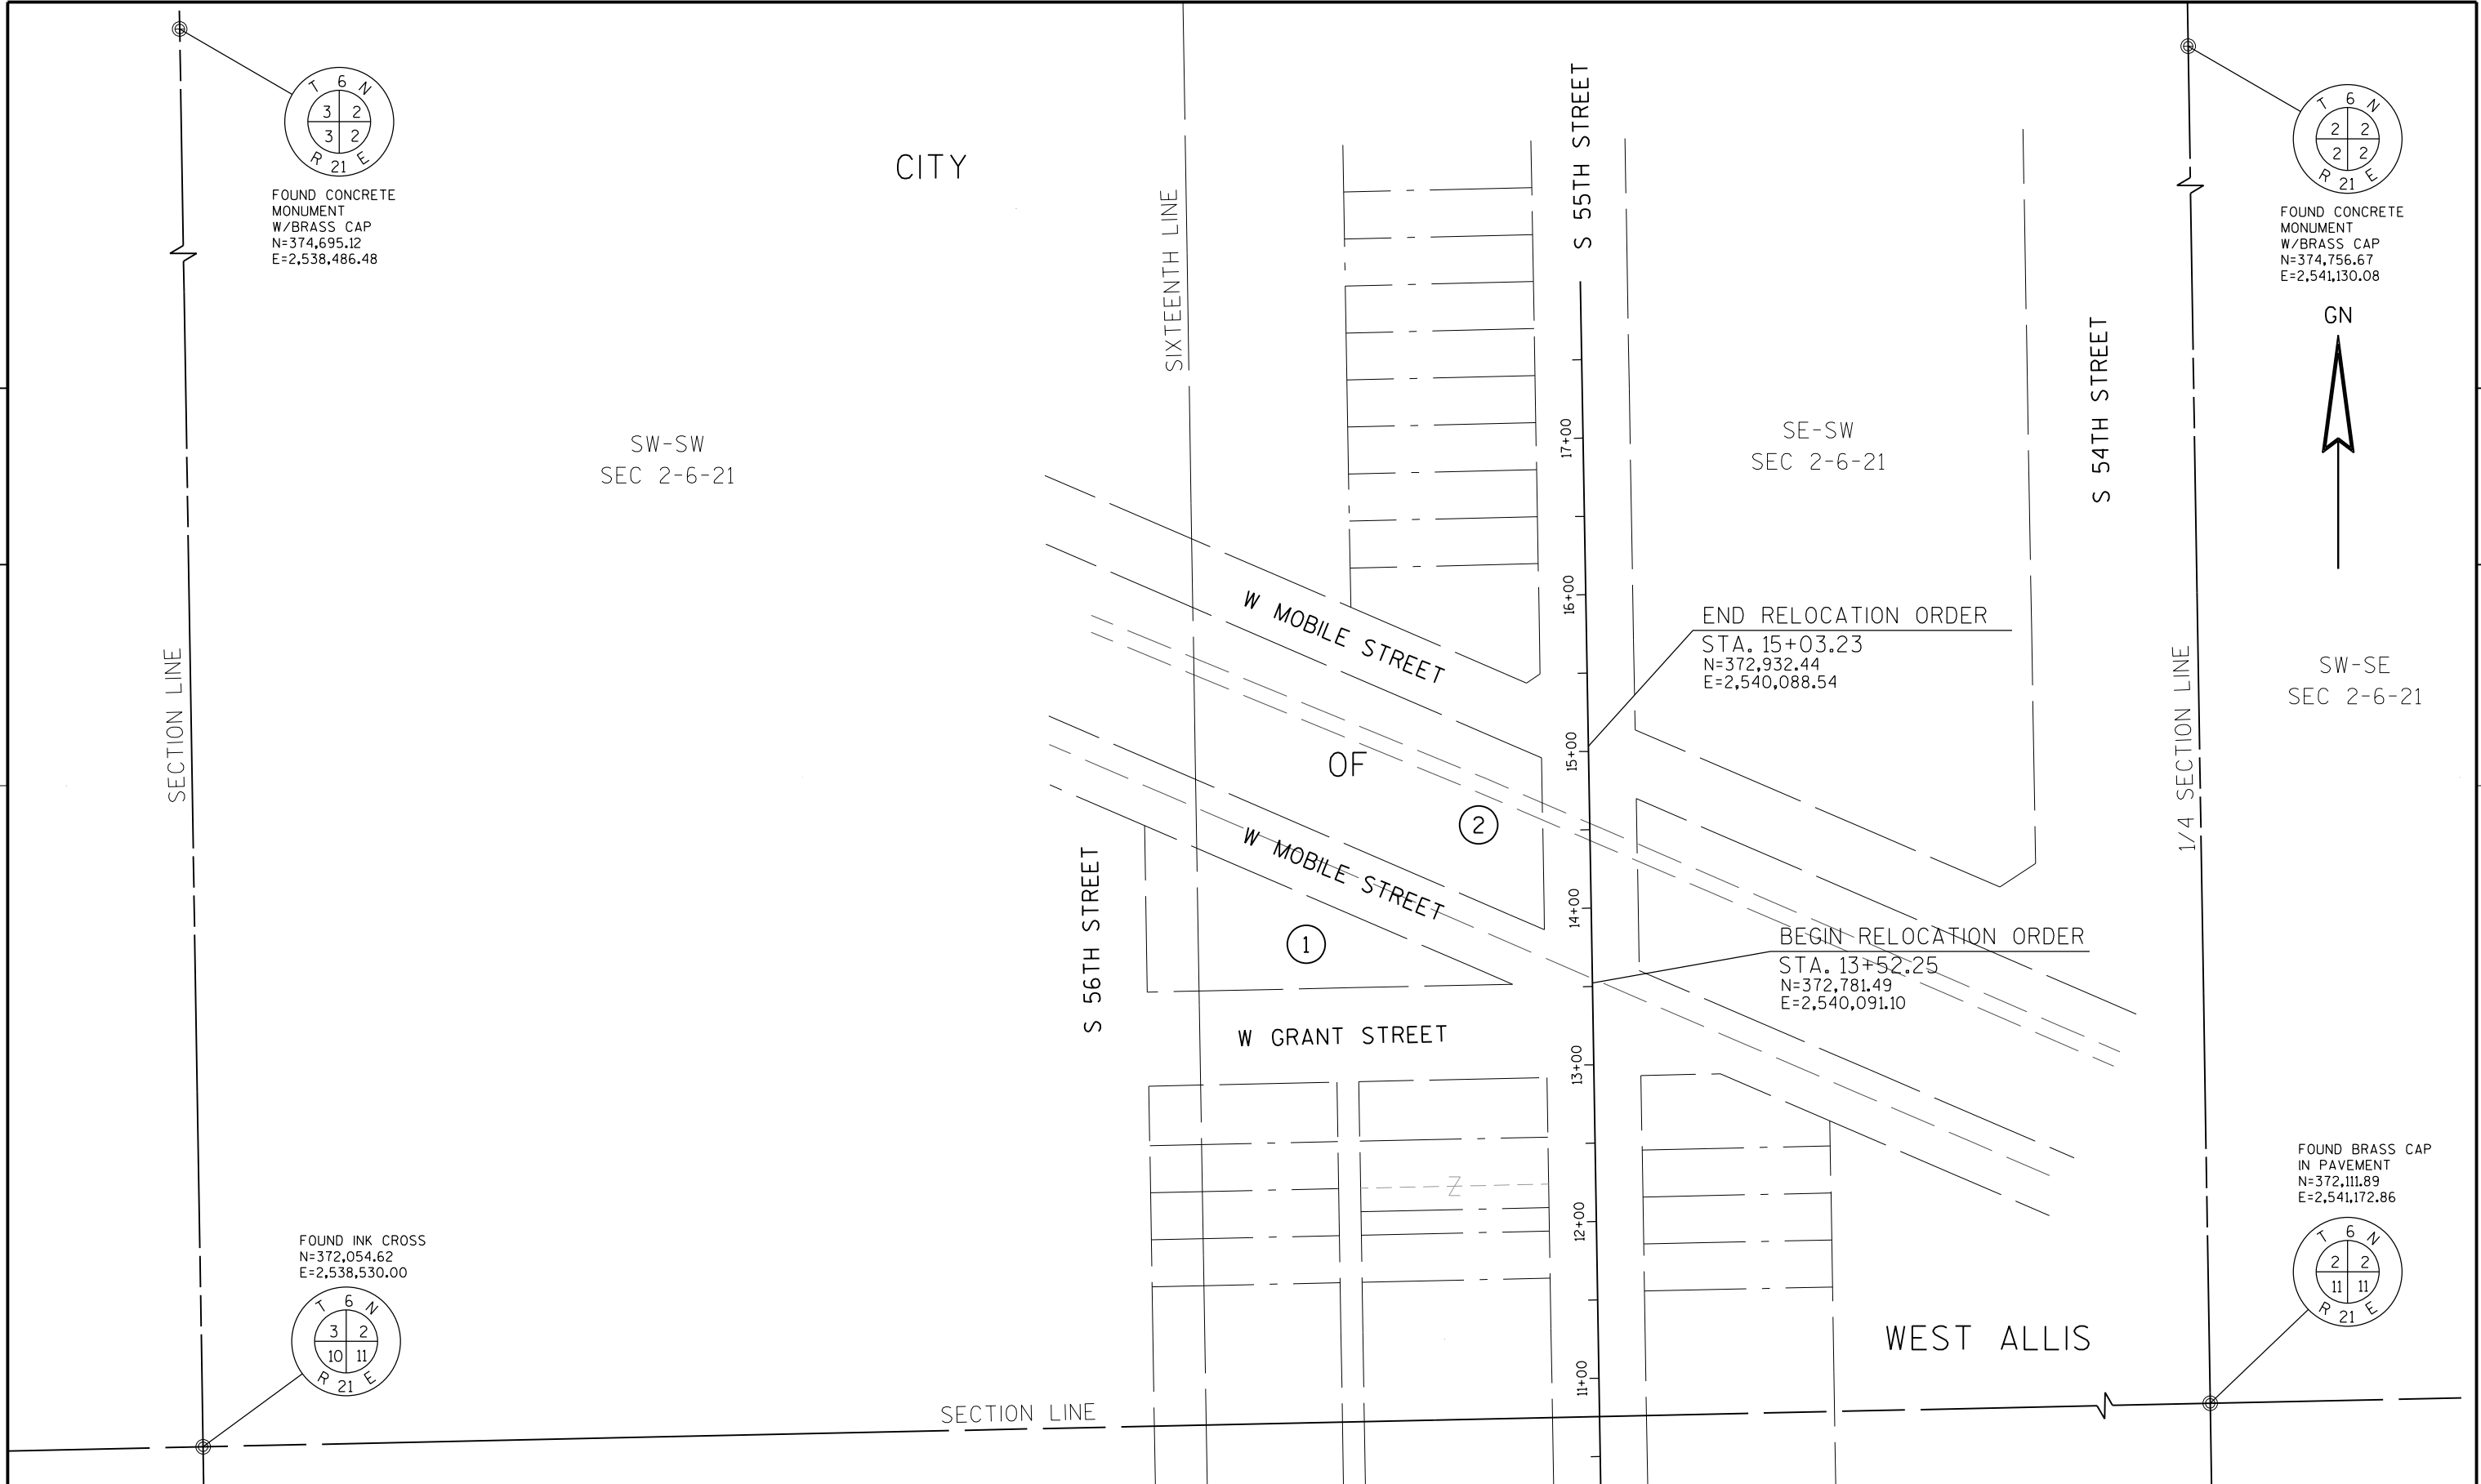 T 6 N
3 2
3 2
R 21 E
FOUND CONCRETE
MONUMENT
W/BRASS CAP
N=374,695.12
E=2,538,486.48
CITY
SIXTEENTH LINE
S 55TH STREET
T 6 N
2 2
2 2
R 21 E
FOUND CONCRETE
MONUMENT
W/BRASS CAP
N=374,756.67
E=2,541,130.08
GN
SW-SW
SEC 2-6-21
SE-SW
SEC 2-6-21
S 54TH STREET
17+00
16+00
W MOBILE STREET
END RELOCATION ORDER
STA. 15+03.23
N=372,932.44
E=2,540,088.54
SW-SE
SEC 2-6-21
SECTION LINE
1/4 SECTION LINE
15+00
OF
2
W MOBILE STREET
14+00
1
S 56TH STREET
BEGIN RELOCATION ORDER
STA. 13+52.25
N=372,781.49
E=2,540,091.10
W GRANT STREET
13+00
Z
12+00
FOUND BRASS CAP
IN PAVEMENT
N=372,111.89
E=2,541,172.86
T 6 N
2 2
11 11
R 21 E
FOUND INK CROSS
N=372,054.62
E=2,538,530.00
T 6 N
3 2
10 11
R 21 E
WEST ALLIS
11+00
SECTION LINE